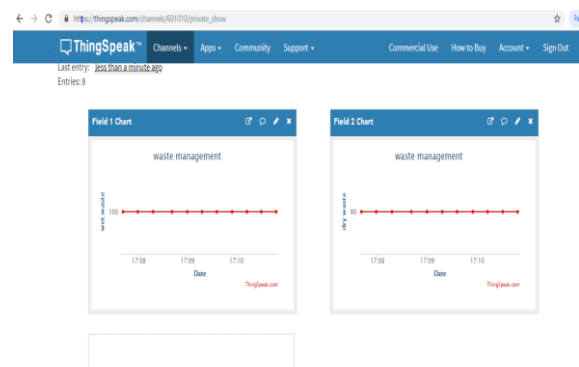 https://thingspeak.com/channels/601010/private_show
ThingSpeak™ Channels Apps Community Support Commercial Use How to Buy Account Sign Out
Last entry: less than a minute ago
Entries: 8
Field 1 Chart
waste management
wet waste
100
17:08 17:09 17:10
Date
ThingSpeak.com
Field 2 Chart
waste management
dry waste
80
17:08 17:09 17:10
Date
ThingSpeak.com